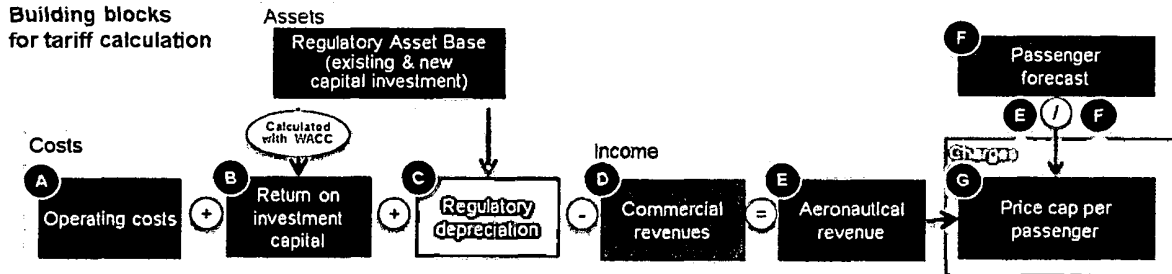 Building blocks
for tariff calculation
Assets
Regulatory Asset Base
(existing & new
capital investment)
F
Passenger
forecast
Calculated
with WACC
E / F
Costs
Income
Charges
A
Operating costs
+
B
Return on
investment
capital
+
C
Regulatory
depreciation
-
D
Commercial
revenues
=
E
Aeronautical
revenue
G
Price cap per
passenger